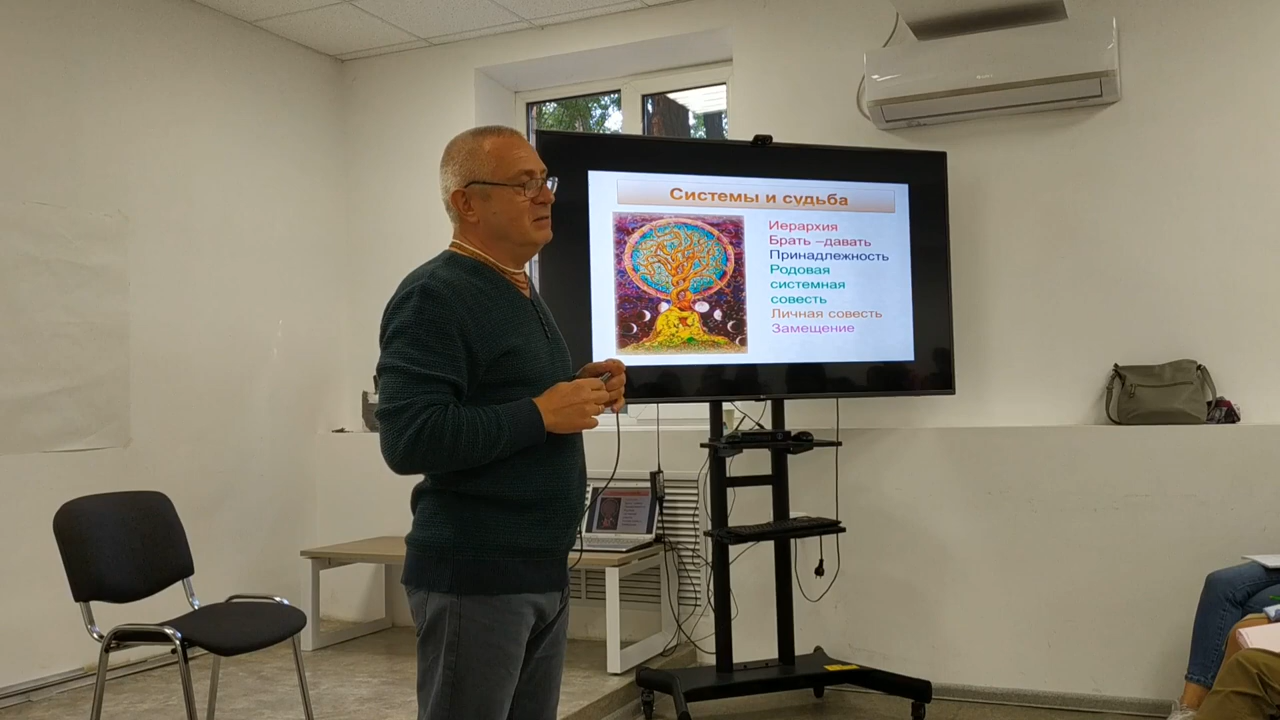 Системы и судьба
Иерархия
Брать –давать
Принадлежность
Родовая
системная
совесть
Личная совесть
Замещение